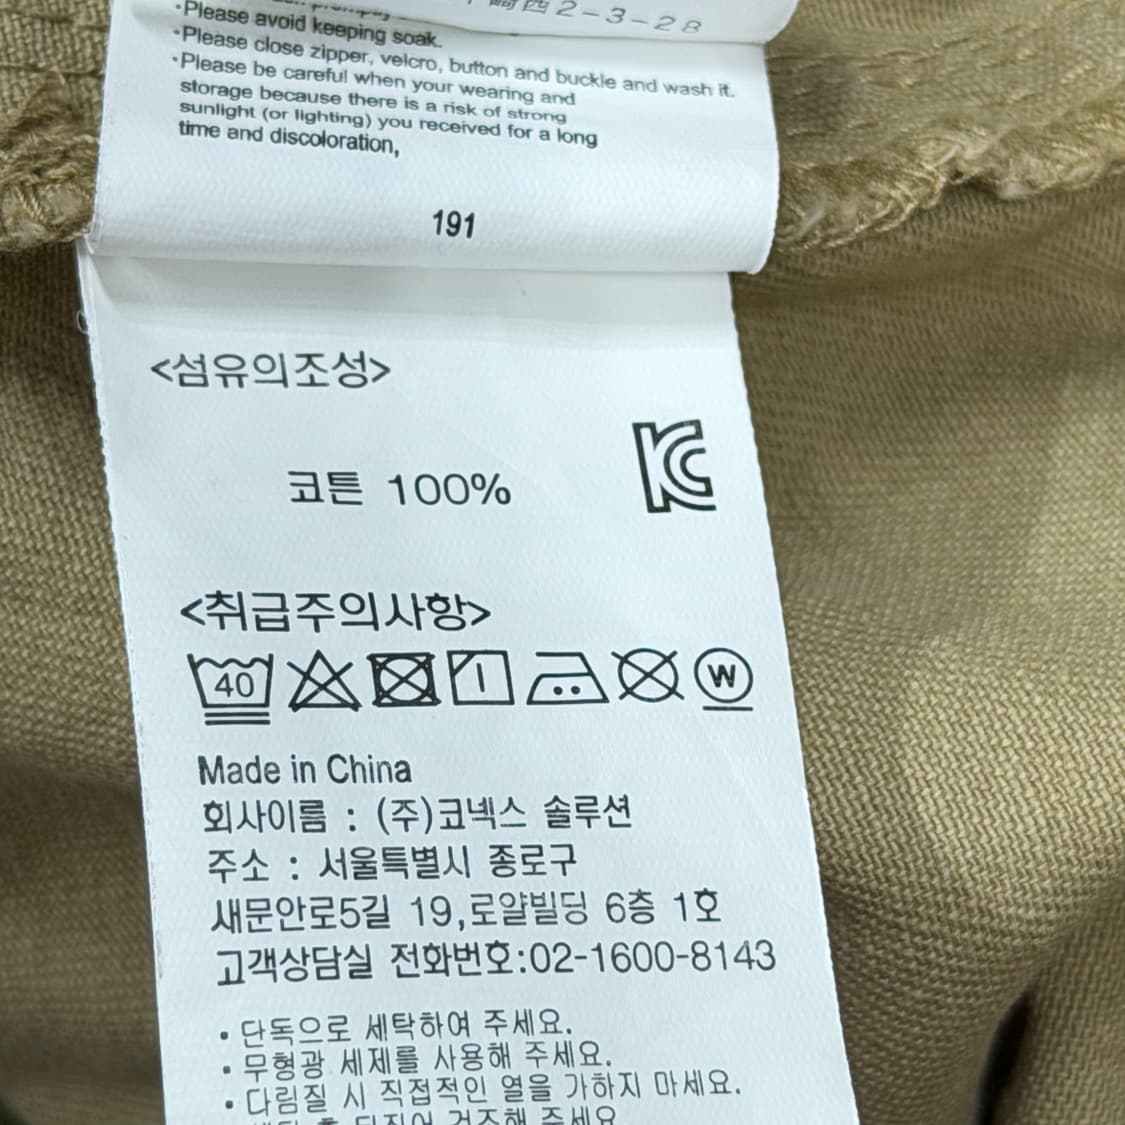 2-3-28
·Please avoid keeping soak.
·Please close zipper, velcro, button and buckle and wash it.
·Please be careful when your wearing and
storage because there is a risk of strong
sunlight (or lighting) you received for a long
time and discoloration,
191
<섬유의조성>
코튼 100%
<취급주의사항>
40
W
Made in China
회사이름 : (주)코넥스 솔루션
주소 : 서울특별시 종로구
새문안로5길 19,로얄빌딩 6층 1호
고객상담실 전화번호:02-1600-8143
• 단독으로 세탁하여 주세요.
• 무형광 세제를 사용해 주세요.
• 다림질 시 직접적인 열을 가하지 마세요.